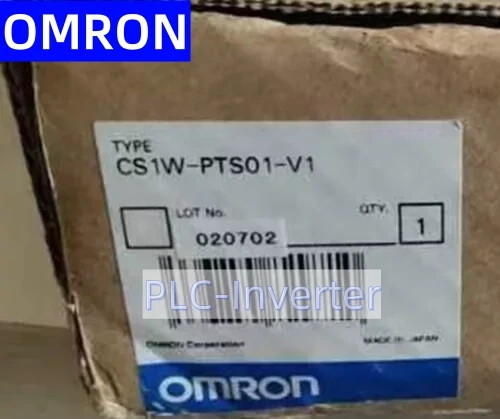 OMRON
TYPE
CS1W-PTS01-V1
LOT No. QTY.
020702 1
PLC-Inverter
OMRON Corporation MADE IN JAPAN
OMRON